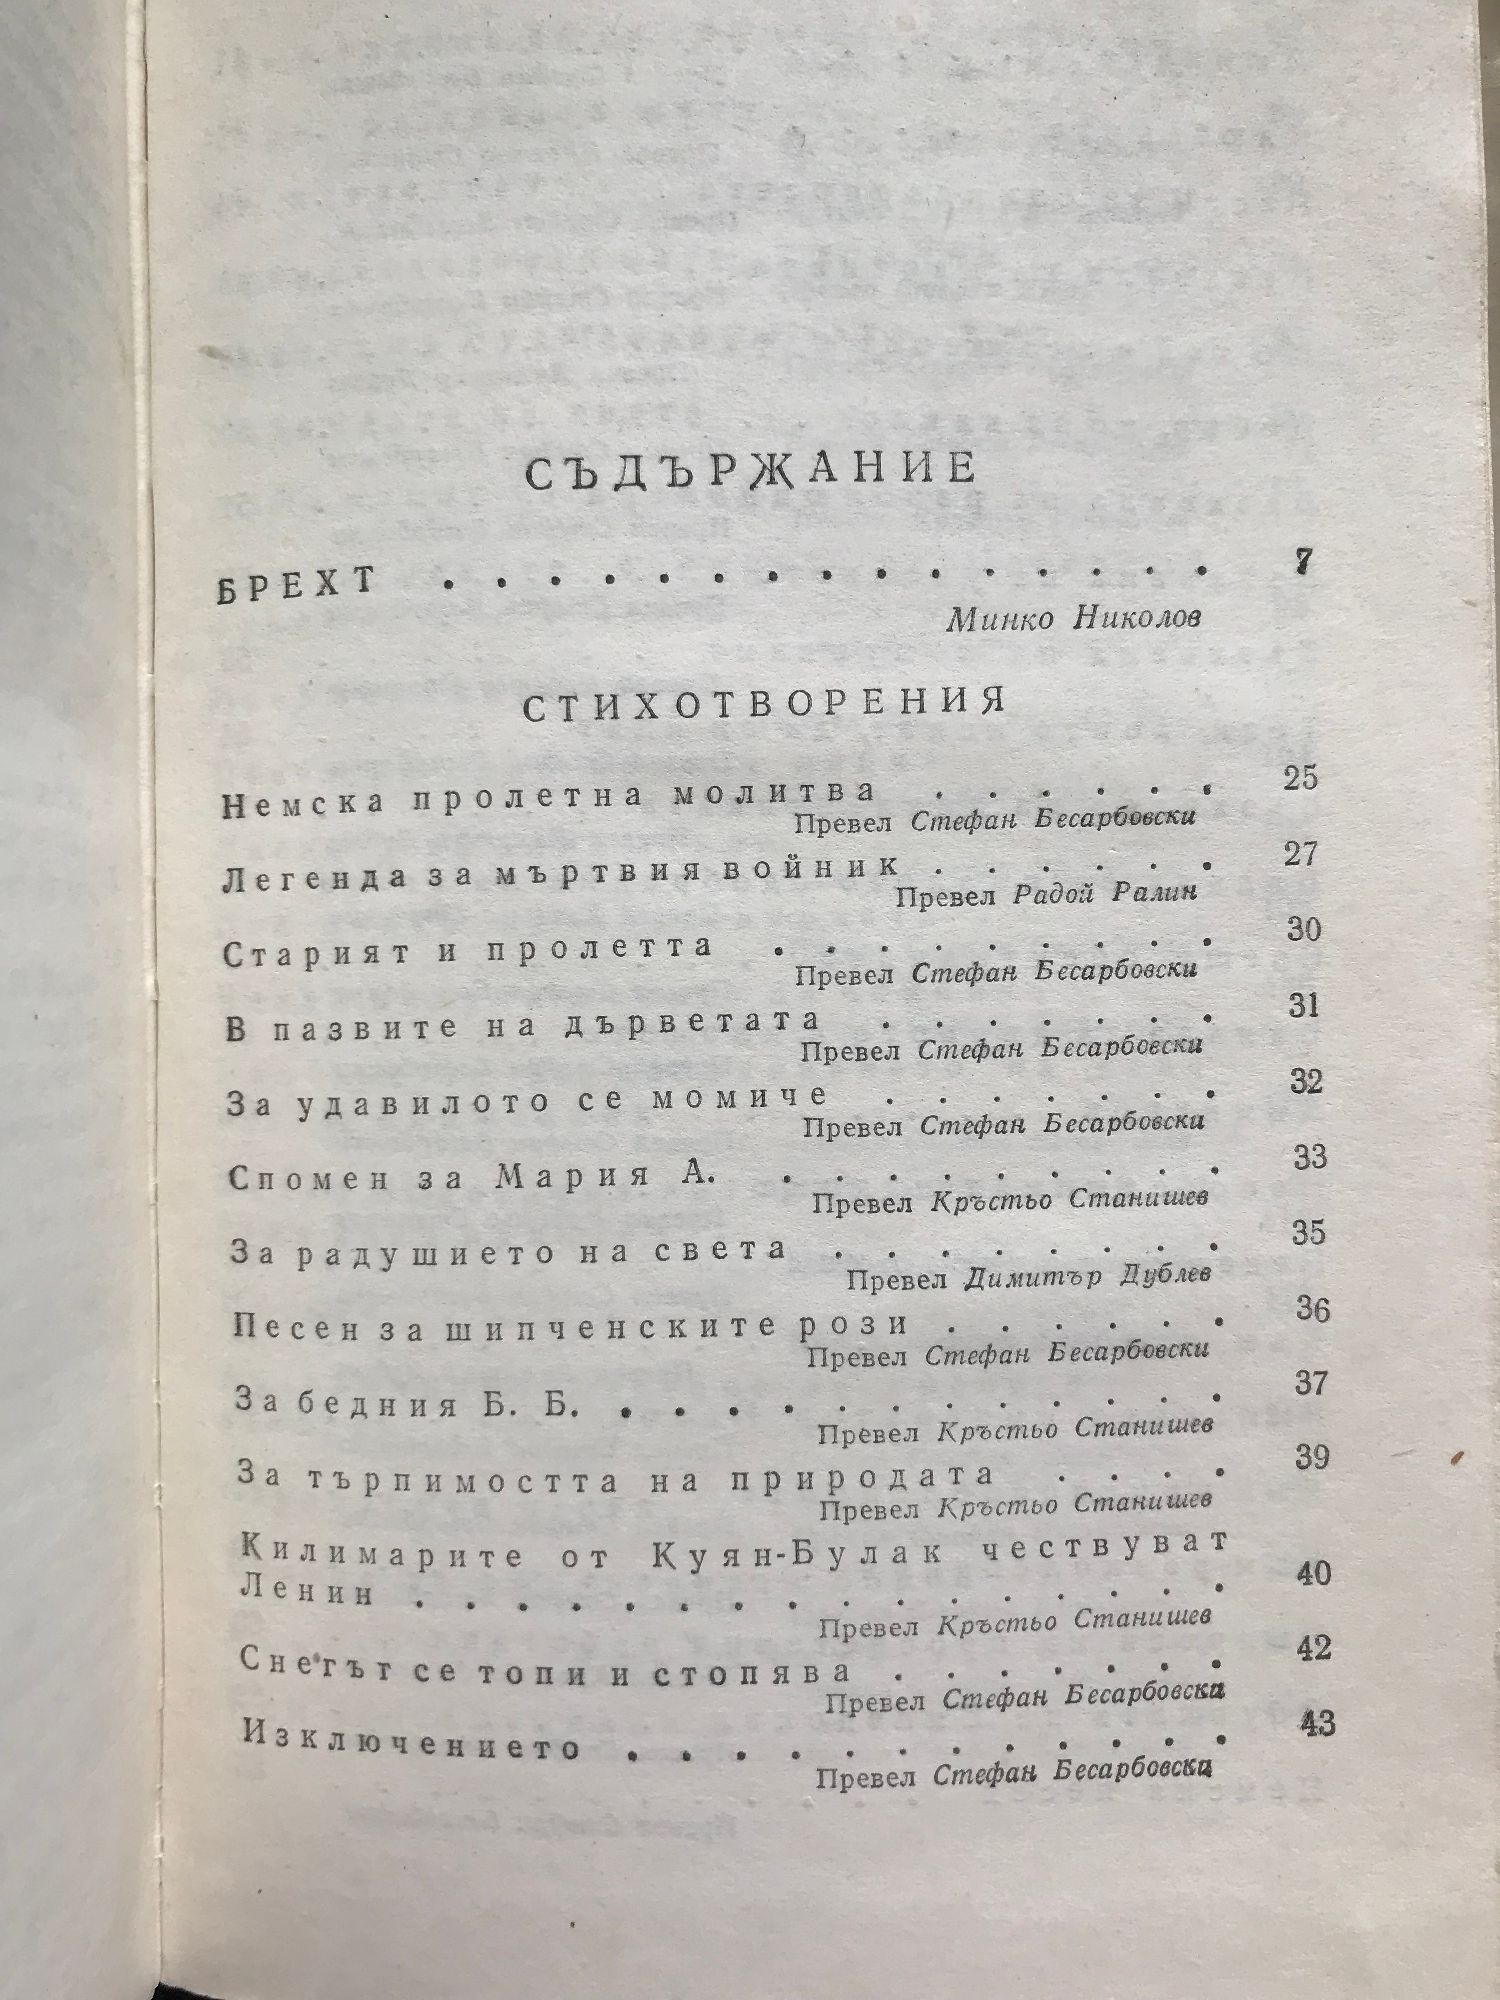 СЪДЪРЖАНИЕ
БРЕХТ . . . . . . . . . . . . . . . 7
Минко Николов
СТИХОТВОРЕНИЯ
Немска пролетна молитва . . . . . . 25
Превел Стефан Бесарбовски
Легенда за мъртвия войник . . . . . . 27
Превел Радой Ралин
Старият и пролетта . . . . . . . . . 30
Превел Стефан Бесарбовски
В пазвите на дърветата . . . . . . . 31
Превел Стефан Бесарбовски
За удавилото се момиче . . . . . . . 32
Превел Стефан Бесарбовски
Спомен за Мария А. . . . . . . . . . 33
Превел Кръстьо Станишев
За радушието на света . . . . . . . . 35
Превел Димитър Дублев
Песен за шипченските рози . . . . . . 36
Превел Стефан Бесарбовски
За бедния Б. Б. . . . . . . . . . . . . 37
Превел Кръстьо Станишев
За търпимостта на природата . . . . 39
Превел Кръстьо Станишев
Килимарите от Куян-Булак чествуват
Ленин . . . . . . . . . . . . . . . . 40
Превел Кръстьо Станишев
Снегът се топи и стопява . . . . . . . 42
Превел Стефан Бесарбовски
Изключението . . . . . . . . . . . . 43
Превел Стефан Бесарбовски